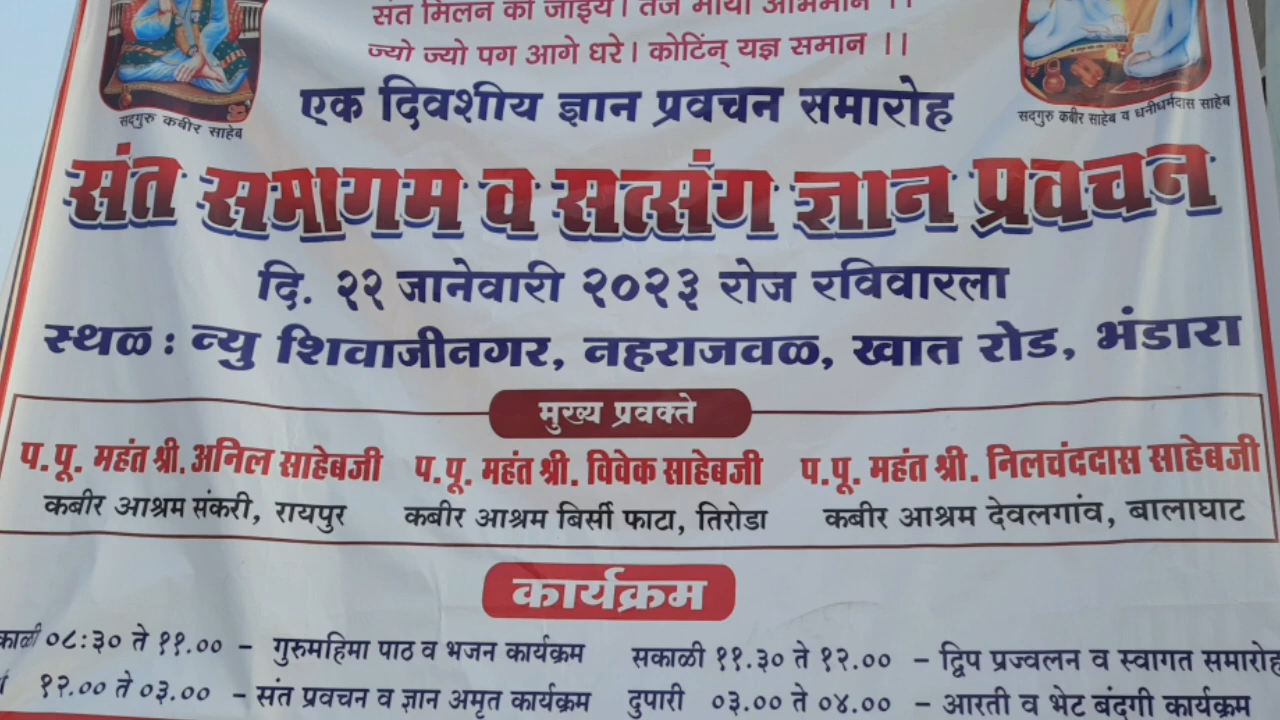 संत मिलन को जाईये। तज माया अभिमान ।।
ज्यो ज्यो पग आगे धरे। कोटिंन् यज्ञ समान ।।
एक दिवशीय ज्ञान प्रवचन समारोह
सद्गुरु कबीर साहेब
सद्गुरु कबीर साहेब व धनीधर्मदास साहेब
संत समागम व सत्संग ज्ञान प्रवचन
दि. २२ जानेवारी २०२३ रोज रविवारला
स्थळ : न्यु शिवाजीनगर, नहराजवळ, खात रोड, भंडारा
मुख्य प्रवक्ते
प.पू. महंत श्री. अनिल साहेबजी प.पू. महंत श्री. विवेक साहेबजी प.पू. महंत श्री. निलचंददास साहेबजी
कबीर आश्रम संकरी, रायपुर कबीर आश्रम बिर्सी फाटा, तिरोडा कबीर आश्रम देवलगांव, बालाघाट
कार्यक्रम
काळी ०८:३० ते ११.०० - गुरुमहिमा पाठ व भजन कार्यक्रम सकाळी ११.३० ते १२.०० - द्विप प्रज्वलन व स्वागत समारोह
१२.०० ते ०३.०० - संत प्रवचन व ज्ञान अमृत कार्यक्रम दुपारी ०३.०० ते ०४.०० - आरती व भेट बंदगी कार्यक्रम